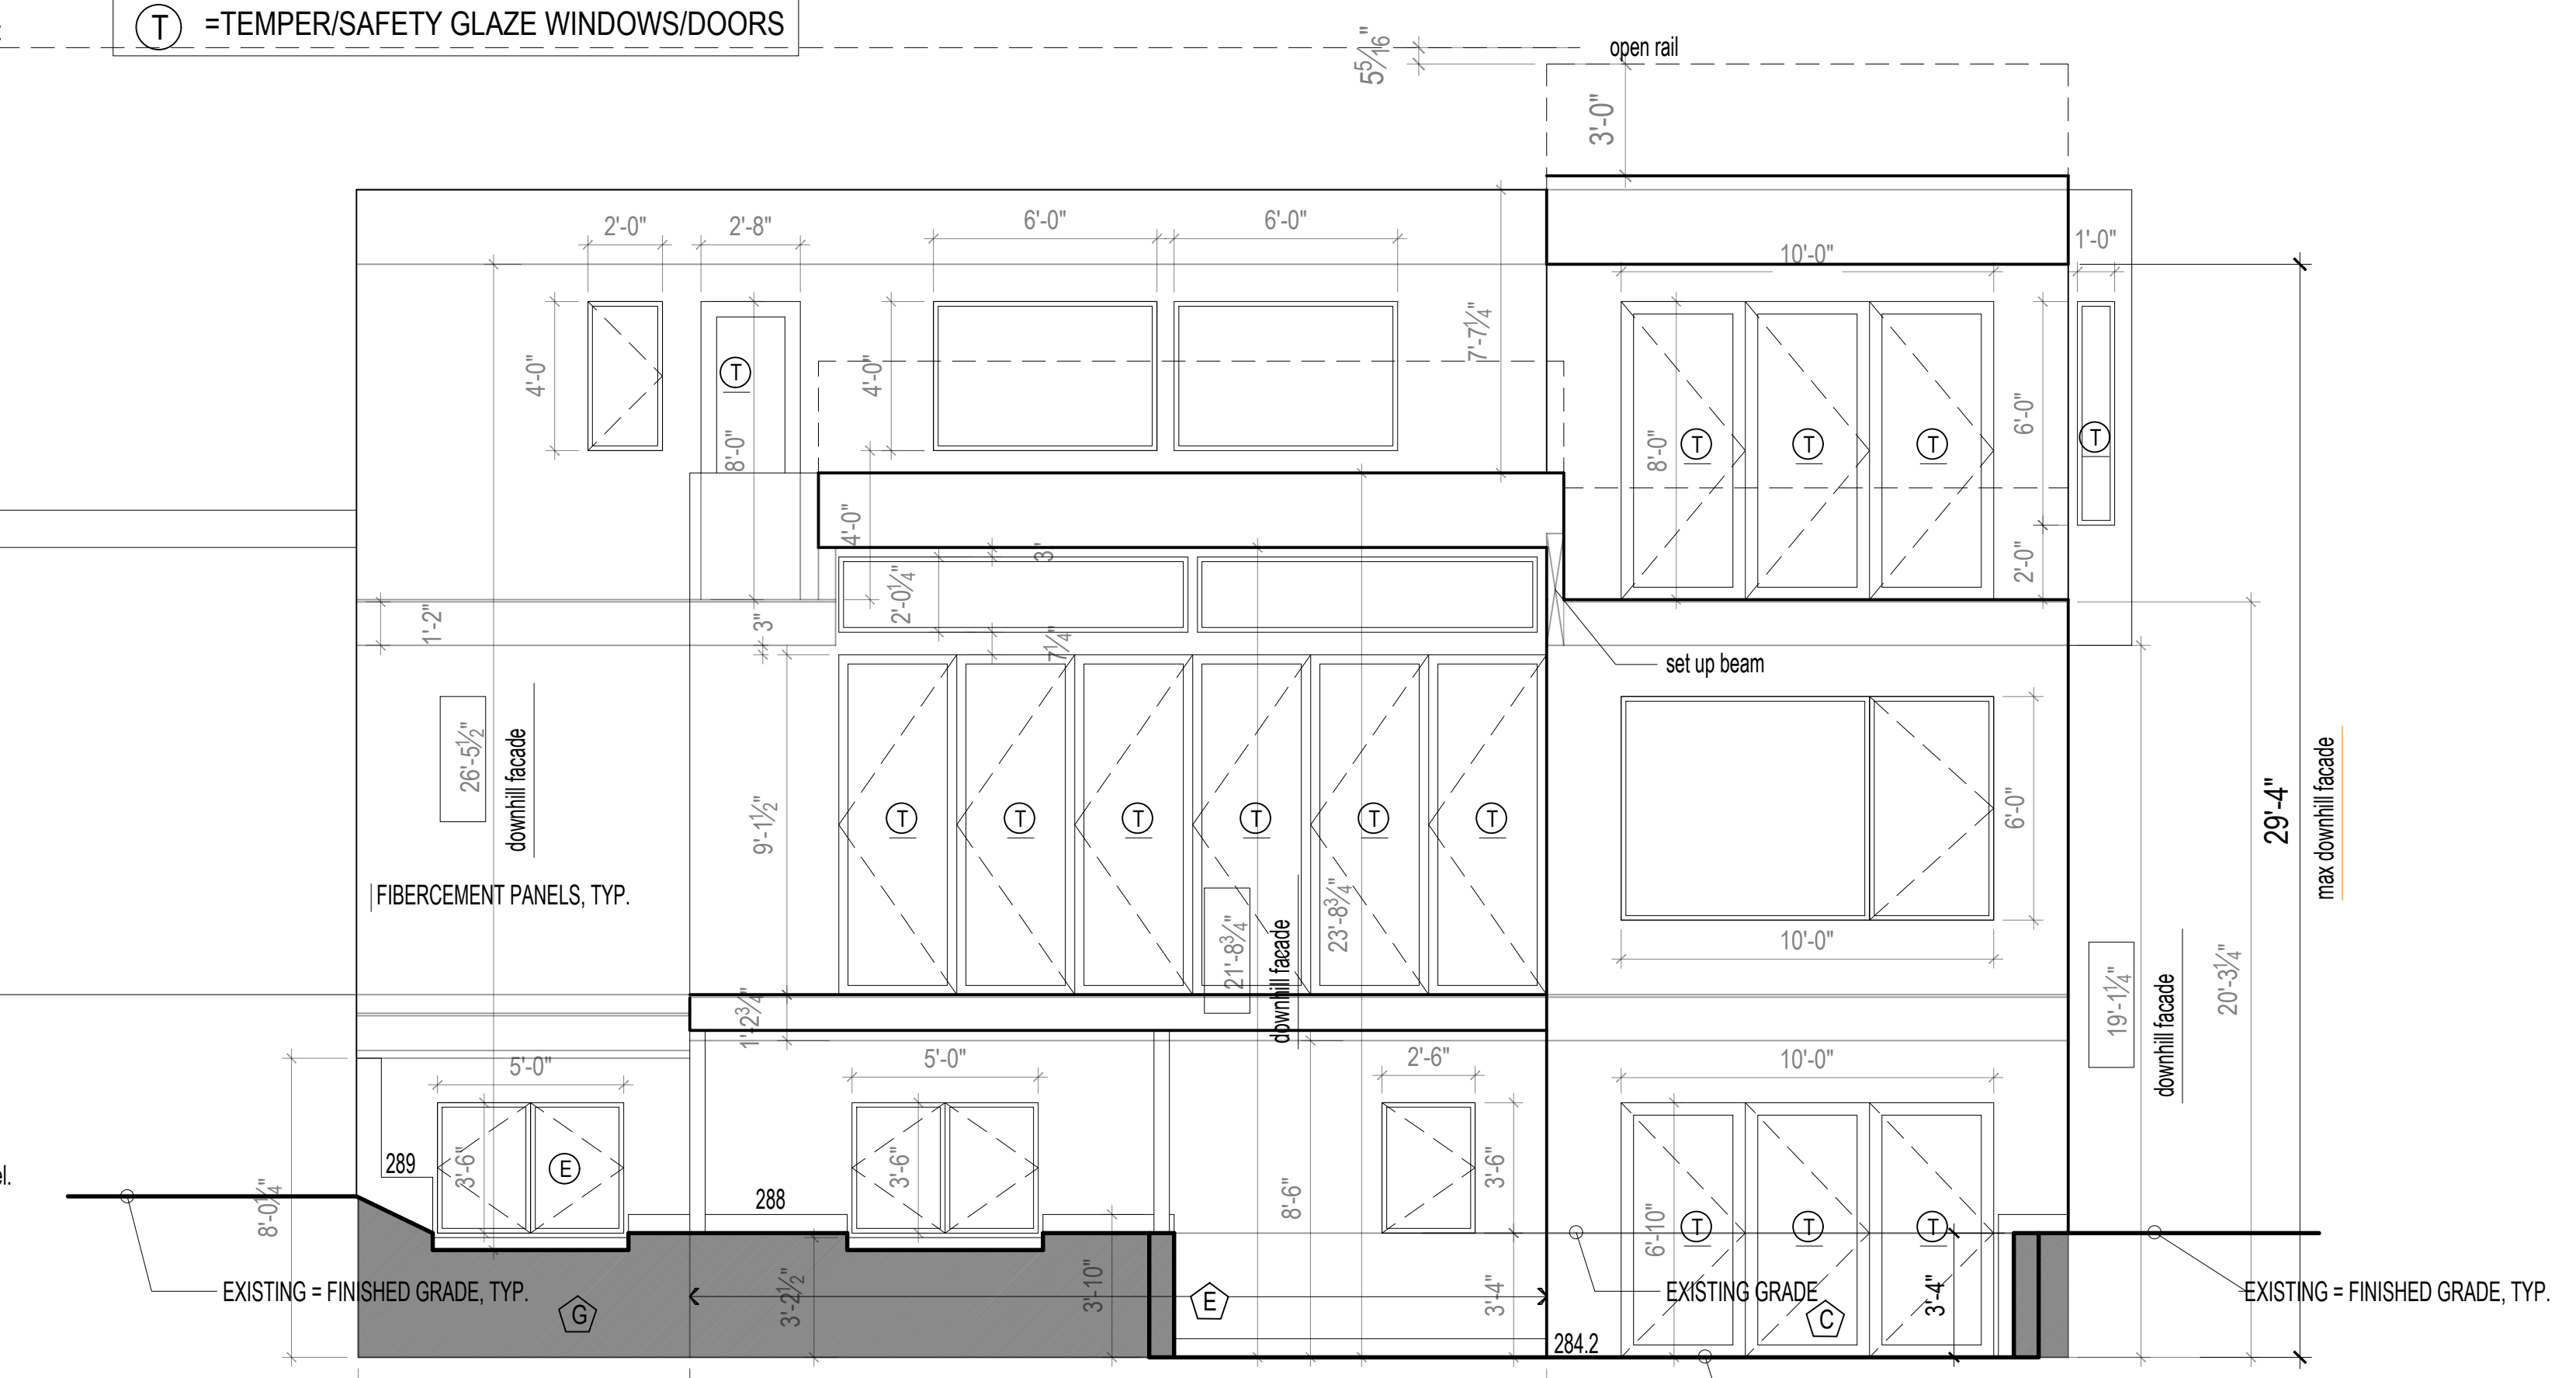 T =TEMPER/SAFETY GLAZE WINDOWS/DOORS
5 5/16"
open rail
3'-0"
2'-0"
2'-8"
6'-0"
6'-0"
10'-0"
1'-0"
4'-0"
T
8'-0"
4'-0"
7'-7 1/4"
8'-0"
T
T
T
6'-0"
T
4'-0"
3"
2'-0 1/4"
2'-0"
1'-2"
3"
7 1/4"
set up beam
26'-5 1/2"
downhill facade
9'-1 1/2"
T
T
T
T
T
T
6'-0"
29'-4"
max downhill facade
FIBERCEMENT PANELS, TYP.
21'-8 3/4"
downhill facade
23'-8 3/4"
10'-0"
19'-1 1/4"
downhill facade
20'-3 1/4"
1'-2 3/4"
5'-0"
5'-0"
2'-6"
10'-0"
el.
289
3'-6"
E
3'-6"
3'-6"
8'-0 1/4"
288
8'-6"
6'-10"
T
T
T
EXISTING = FINISHED GRADE, TYP.
G
3'-2 1/2"
3'-10"
E
3'-4"
EXISTING GRADE
C
3'-4"
EXISTING = FINISHED GRADE, TYP.
284.2